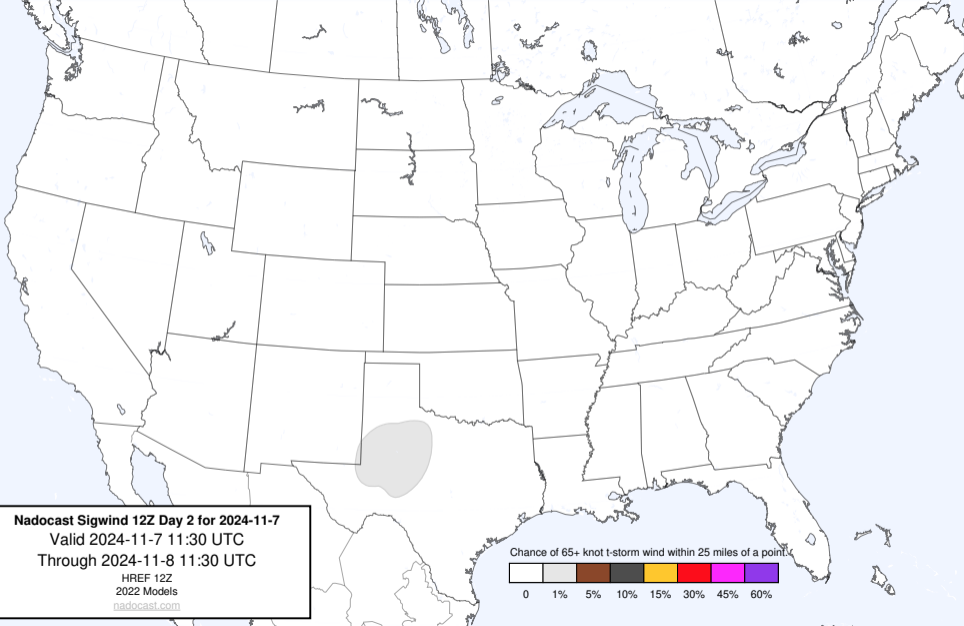 Nadocast Sigwind 12Z Day 2 for 2024-11-7
Valid 2024-11-7 11:30 UTC
Through 2024-11-8 11:30 UTC
HREF 12Z
2022 Models
nadocast.com
Chance of 65+ knot t-storm wind within 25 miles of a point.
0 1% 5% 10% 15% 30% 45% 60%